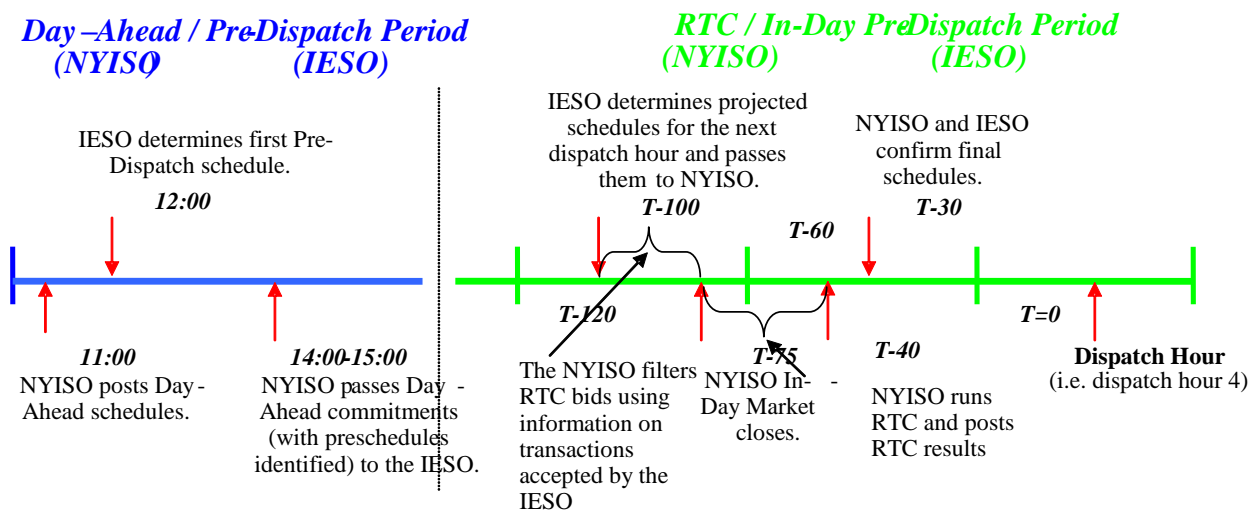 Day –Ahead / Pre-Dispatch Period
(NYISO) (IESO)
IESO determines first Pre-
Dispatch schedule.
12:00
11:00
NYISO posts Day-
Ahead schedules.
14:00-15:00
NYISO passes Day -
Ahead commitments
(with preschedules
identified) to the IESO.
RTC / In-Day PreDispatch Period
(NYISO) (IESO)
IESO determines projected
schedules for the next
dispatch hour and passes
them to NYISO.
T-100
NYISO and IESO
confirm final
schedules.
T-30
T-60
T-120
The NYISO filters
RTC bids using
information on
transactions
accepted by the
IESO
T-75
NYISO In- -
Day Market
closes.
T-40
NYISO runs
RTC and posts
RTC results
T=0
Dispatch Hour
(i.e. dispatch hour 4)